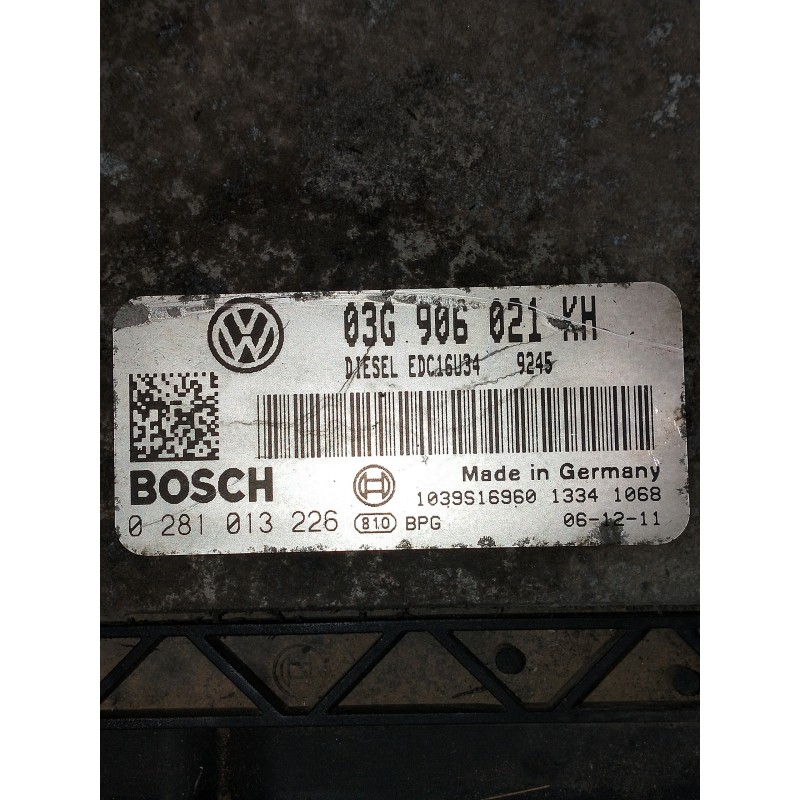 03G 906 021 KH
DIESEL EDC16U34 9245
BOSCH
Made in Germany
1039S16960 1334 1068
0 281 013 226 810 BPG 06-12-11